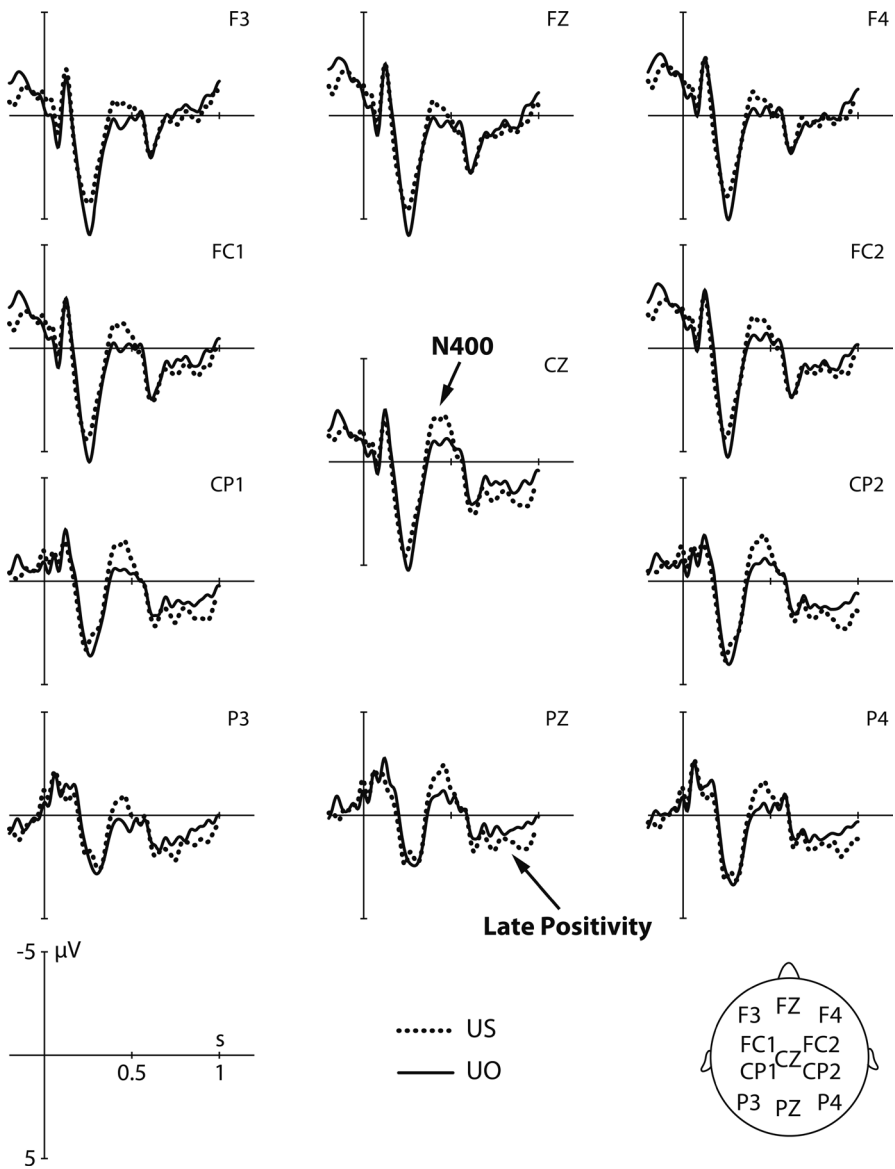 F3 FZ F4
FC1 FC2
N400
CZ
CP1 CP2
P3 PZ P4
Late Positivity
-5 µV
s
0.5 1
5
US
UO
FZ
F3 F4
FC1 FC2
CZ
CP1 CP2
P3 PZ P4